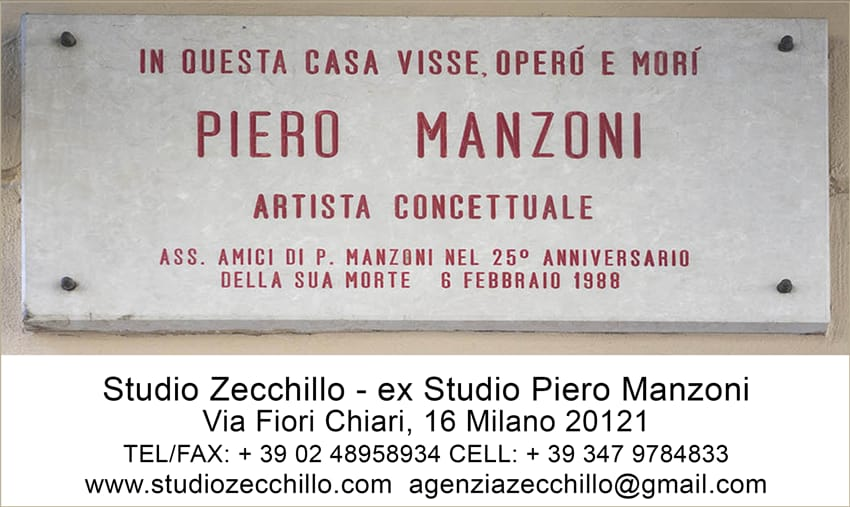 IN QUESTA CASA VISSE, OPERÓ E MORÍ
PIERO MANZONI
ARTISTA CONCETTUALE
ASS. AMICI DI P. MANZONI NEL 25º ANNIVERSARIO
DELLA SUA MORTE 6 FEBBRAIO 1988
Studio Zecchillo - ex Studio Piero Manzoni
Via Fiori Chiari, 16 Milano 20121
TEL/FAX: + 39 02 48958934 CELL: + 39 347 9784833
www.studiozecchillo.com agenziazecchillo@gmail.com